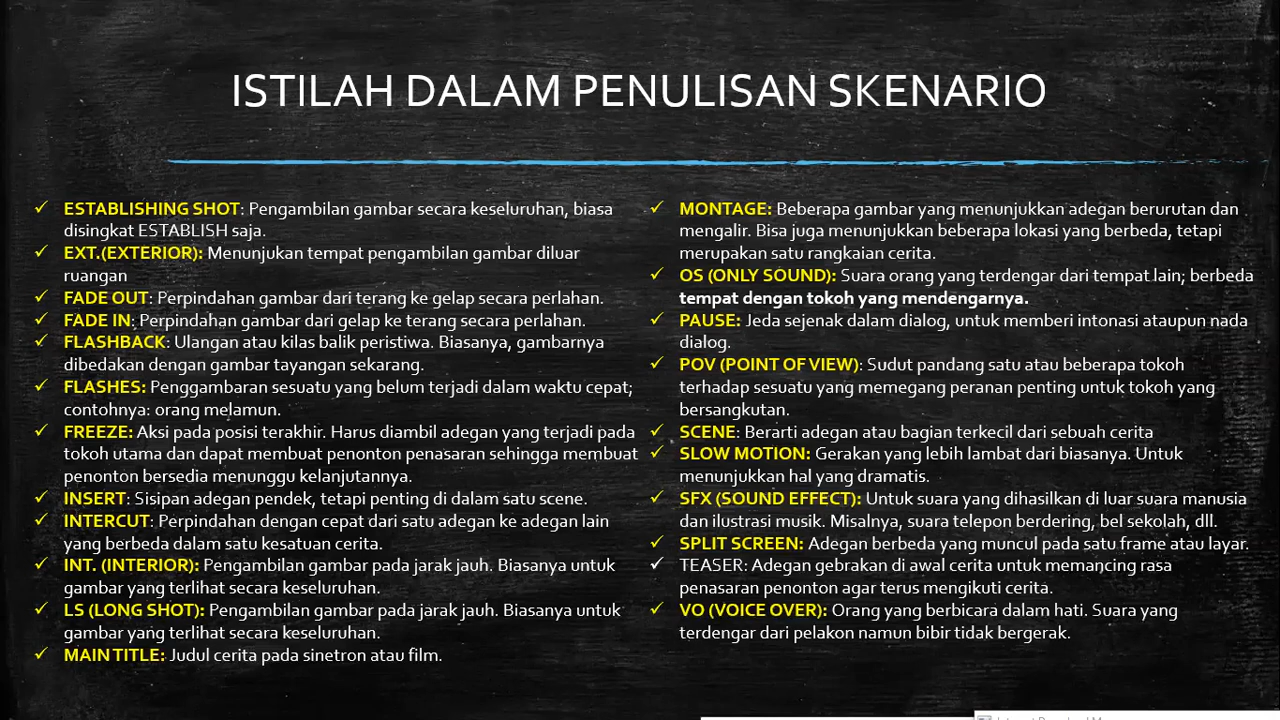 ISTILAH DALAM PENULISAN SKENARIO
ESTABLISHING SHOT: Pengambilan gambar secara keseluruhan, biasa
disingkat ESTABLISH saja.
EXT.(EXTERIOR): Menunjukan tempat pengambilan gambar diluar
ruangan
FADE OUT: Perpindahan gambar dari terang ke gelap secara perlahan.
FADE IN: Perpindahan gambar dari gelap ke terang secara perlahan.
FLASHBACK: Ulangan atau kilas balik peristiwa. Biasanya, gambarnya
dibedakan dengan gambar tayangan sekarang.
FLASHES: Penggambaran sesuatu yang belum terjadi dalam waktu cepat;
contohnya: orang melamun.
FREEZE: Aksi pada posisi terakhir. Harus diambil adegan yang terjadi pada
tokoh utama dan dapat membuat penonton penasaran sehingga membuat
penonton bersedia menunggu kelanjutannya.
INSERT: Sisipan adegan pendek, tetapi penting di dalam satu scene.
INTERCUT: Perpindahan dengan cepat dari satu adegan ke adegan lain
yang berbeda dalam satu kesatuan cerita.
INT. (INTERIOR): Pengambilan gambar pada jarak jauh. Biasanya untuk
gambar yang terlihat secara keseluruhan.
LS (LONG SHOT): Pengambilan gambar pada jarak jauh. Biasanya untuk
gambar yang terlihat secara keseluruhan.
MAIN TITLE: Judul cerita pada sinetron atau film.
MONTAGE: Beberapa gambar yang menunjukkan adegan berurutan dan
mengalir. Bisa juga menunjukkan beberapa lokasi yang berbeda, tetapi
merupakan satu rangkaian cerita.
OS (ONLY SOUND): Suara orang yang terdengar dari tempat lain; berbeda
tempat dengan tokoh yang mendengarnya.
PAUSE: Jeda sejenak dalam dialog, untuk memberi intonasi ataupun nada
dialog.
POV (POINT OF VIEW): Sudut pandang satu atau beberapa tokoh
terhadap sesuatu yang memegang peranan penting untuk tokoh yang
bersangkutan.
SCENE: Berarti adegan atau bagian terkecil dari sebuah cerita
SLOW MOTION: Gerakan yang lebih lambat dari biasanya. Untuk
menunjukkan hal yang dramatis.
SFX (SOUND EFFECT): Untuk suara yang dihasilkan di luar suara manusia
dan ilustrasi musik. Misalnya, suara telepon berdering, bel sekolah, dll.
SPLIT SCREEN: Adegan berbeda yang muncul pada satu frame atau layar.
TEASER: Adegan gebrakan di awal cerita untuk memancing rasa
penasaran penonton agar terus mengikuti cerita.
VO (VOICE OVER): Orang yang berbicara dalam hati. Suara yang
terdengar dari pelakon namun bibir tidak bergerak.